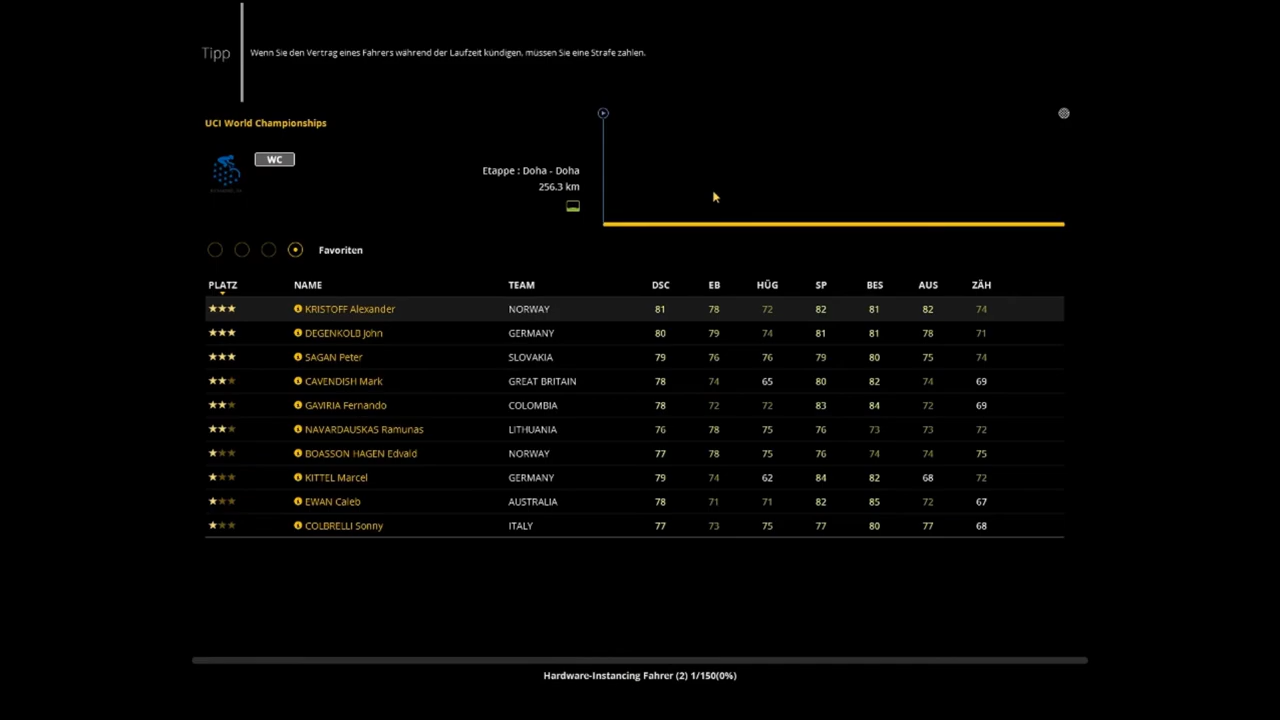 Tipp
Wenn Sie den Vertrag eines Fahrers während der Laufzeit kündigen, müssen Sie eine Strafe zahlen.
UCI World Championships
WC
Etappe : Doha - Doha
256.3 km
Favoriten
PLATZ NAME TEAM DSC EB HÜG SP BES AUS ZÄH
KRISTOFF Alexander NORWAY 81 78 72 82 81 82 74
DEGENKOLB John GERMANY 80 79 74 81 81 78 71
SAGAN Peter SLOVAKIA 79 76 76 79 80 75 74
CAVENDISH Mark GREAT BRITAIN 78 74 65 80 82 74 69
GAVIRIA Fernando COLOMBIA 78 72 72 83 84 72 69
NAVARDAUSKAS Ramunas LITHUANIA 76 78 75 76 73 73 72
BOASSON HAGEN Edvald NORWAY 77 78 75 76 74 74 75
KITTEL Marcel GERMANY 79 74 62 84 82 68 72
EWAN Caleb AUSTRALIA 78 71 71 82 85 72 67
COLBRELLI Sonny ITALY 77 73 75 77 80 77 68
Hardware-Instancing Fahrer (2) 1/150(0%)